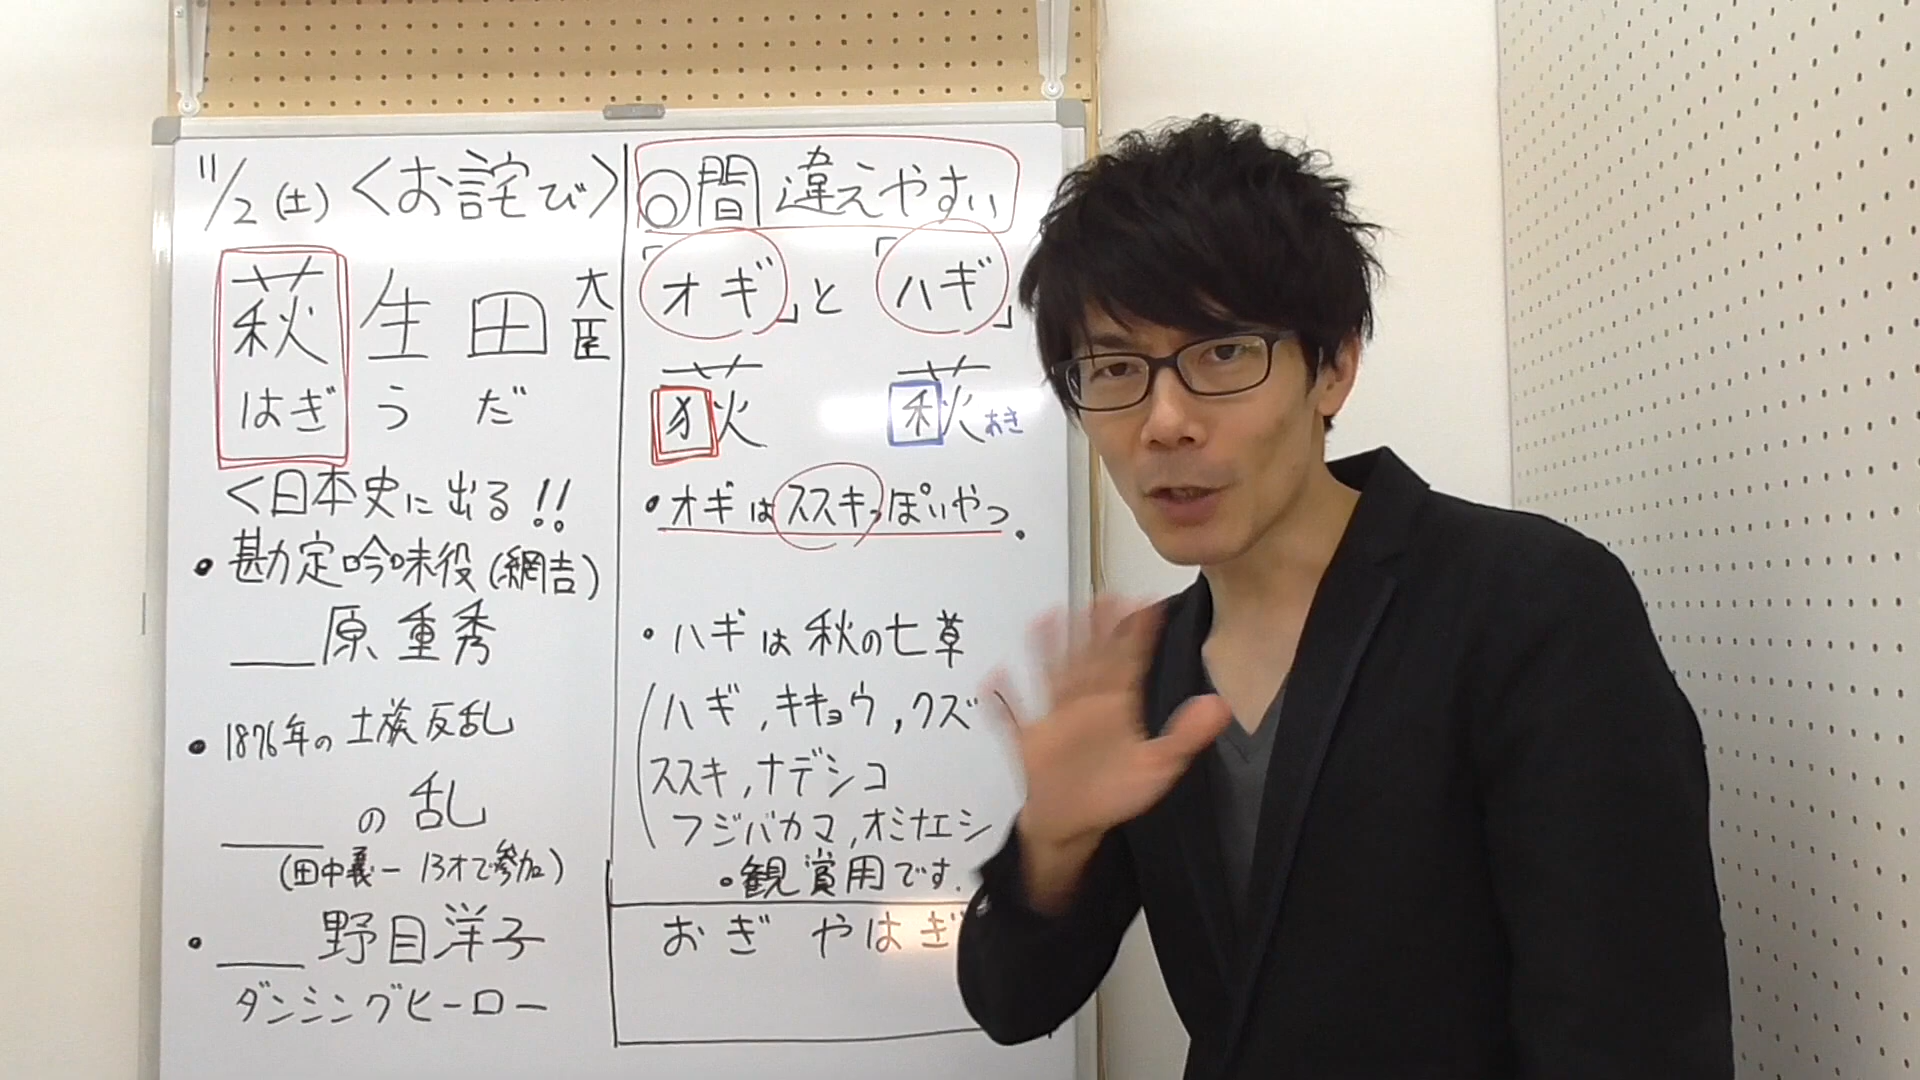 11/2(土)<お詫び>
萩生田大臣
はぎうだ
<日本史に出る!!
・勘定吟味役(綱吉)
___原重秀
・1876年の士族反乱
___の乱
(田中義一 13才で参加)
・___野目洋子
ダンシングヒーロー
◎間違えやすい
「オギ」と「ハギ」
荻 萩 あき
・オギはススキっぽいやつ。
・ハギは秋の七草
(ハギ,キキョウ,クズ
ススキ,ナデシコ
フジバカマ,オミナエシ
・観賞用です.
おぎ やはぎ